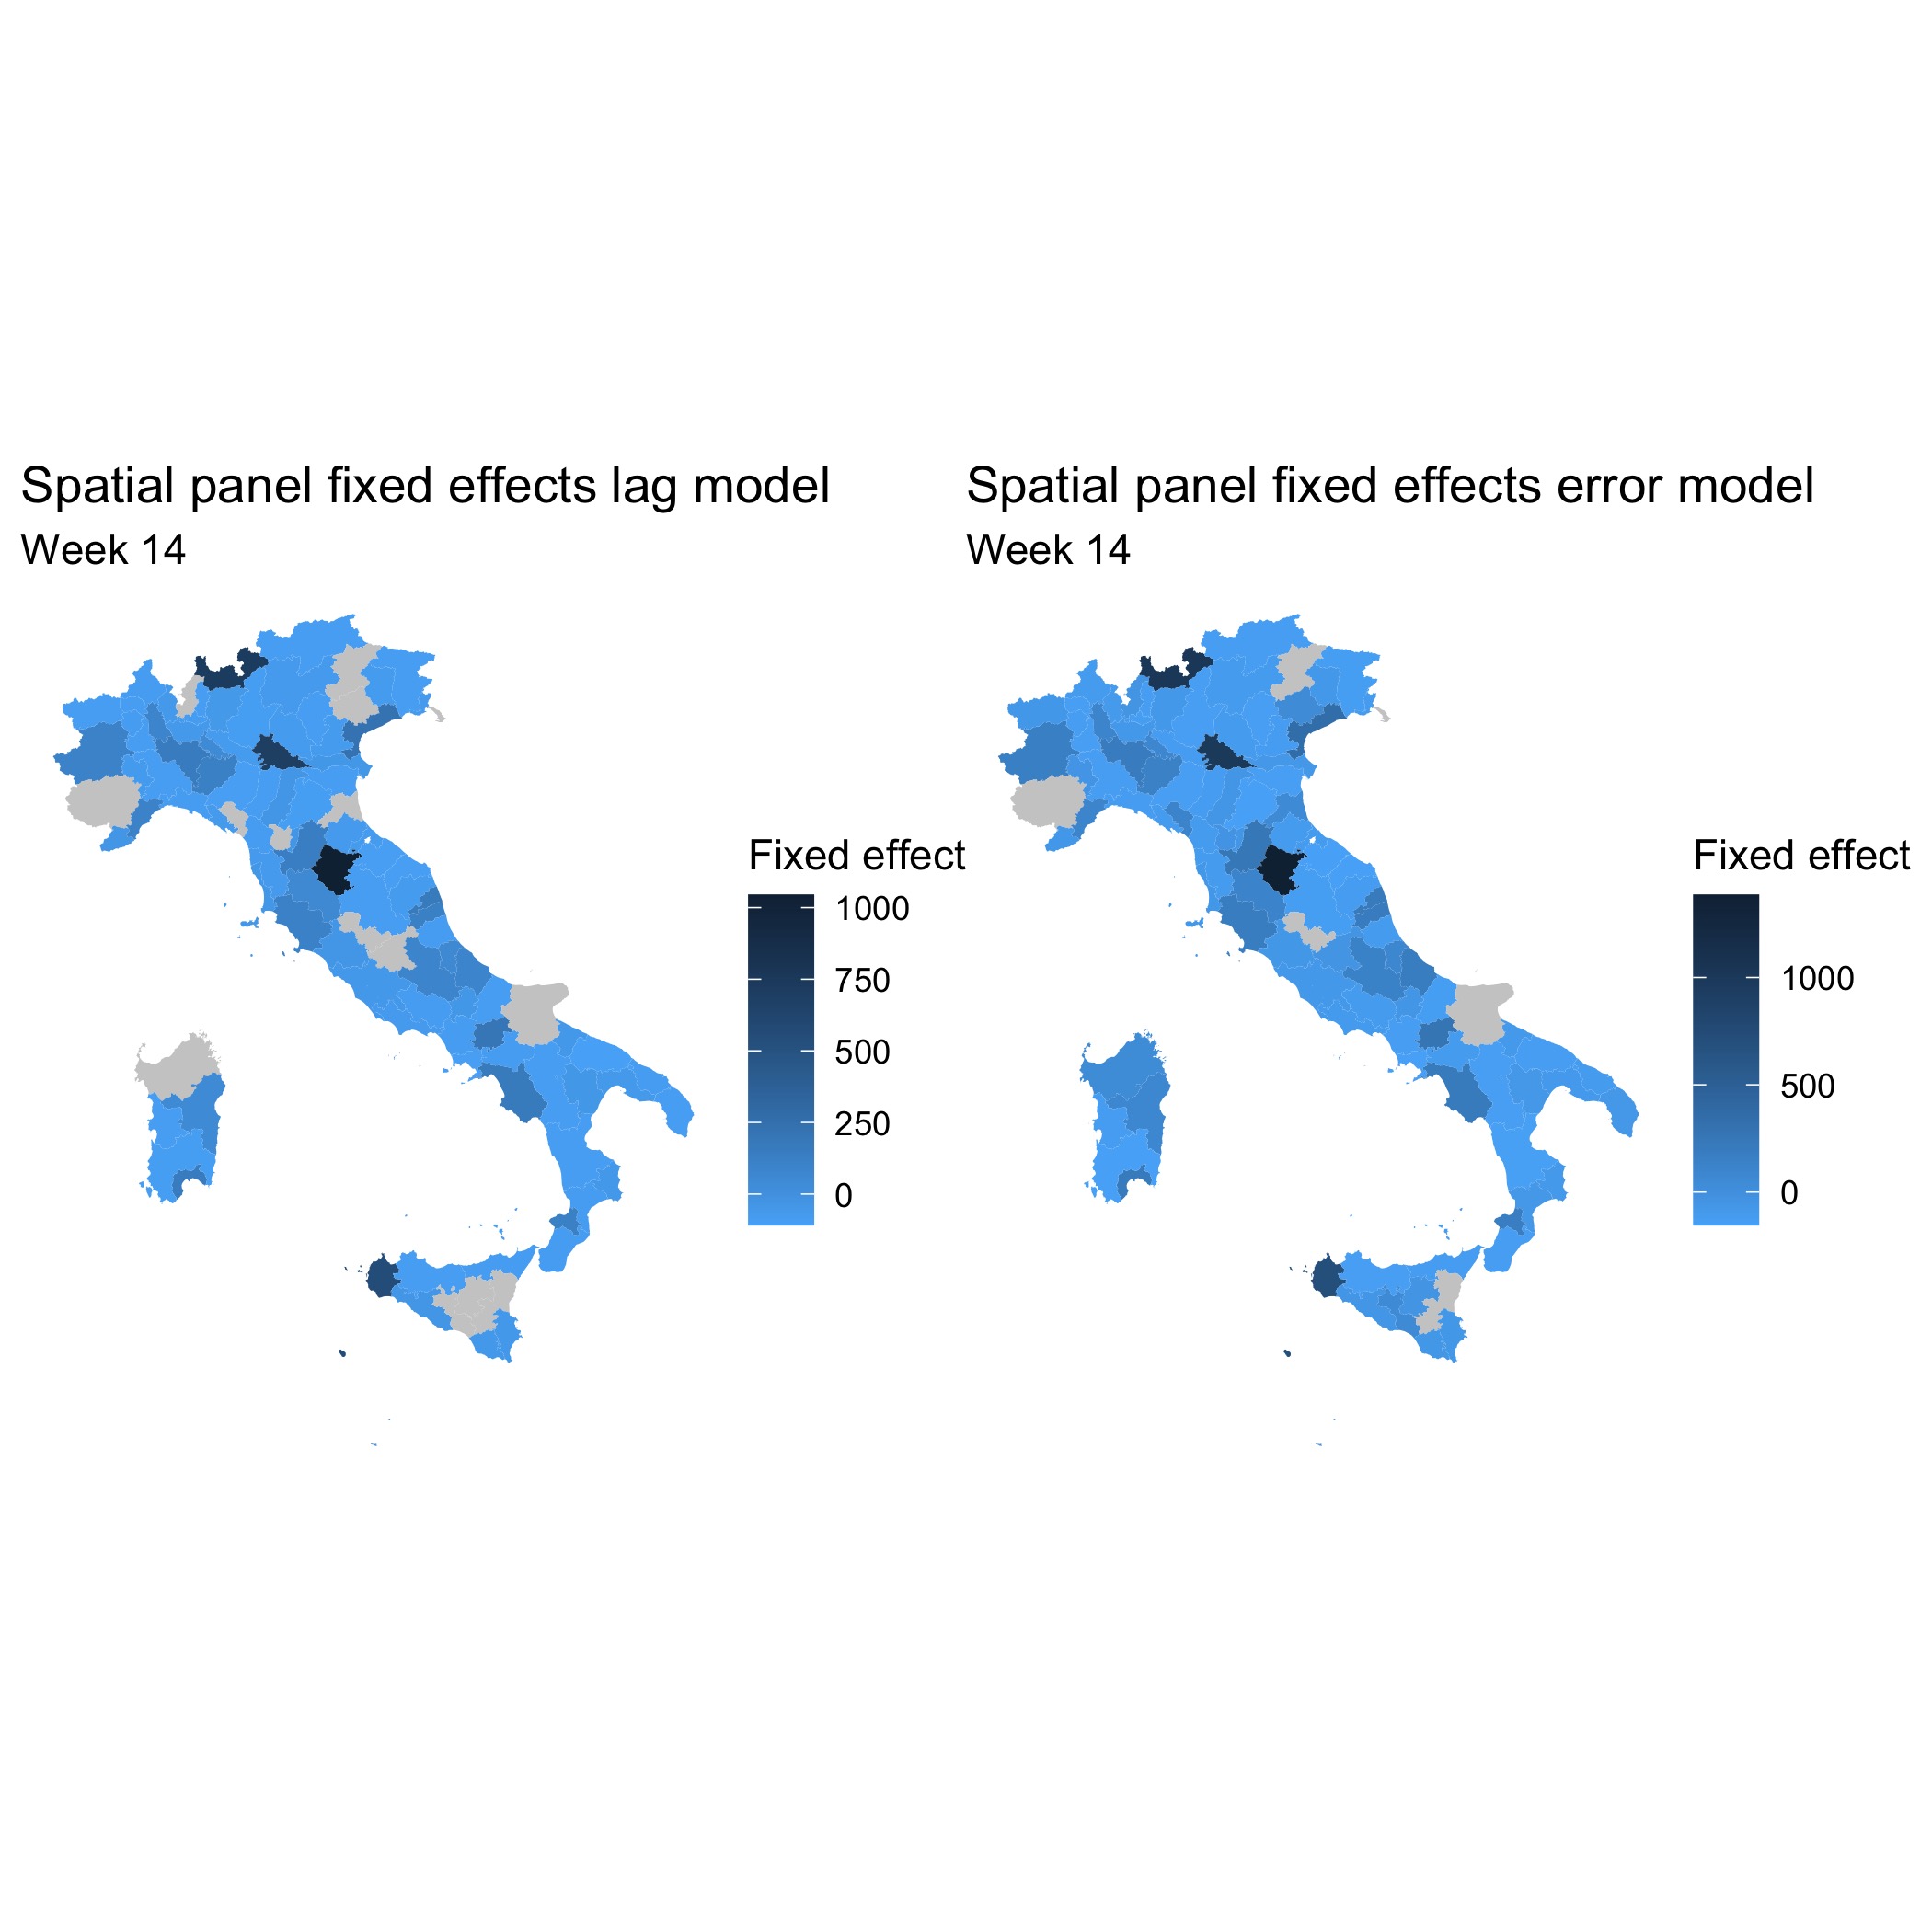 Spatial panel fixed effects lag model
Week 14
Fixed effect
1000
750
500
250
0
Spatial panel fixed effects error model
Week 14
Fixed effect
1000
500
0